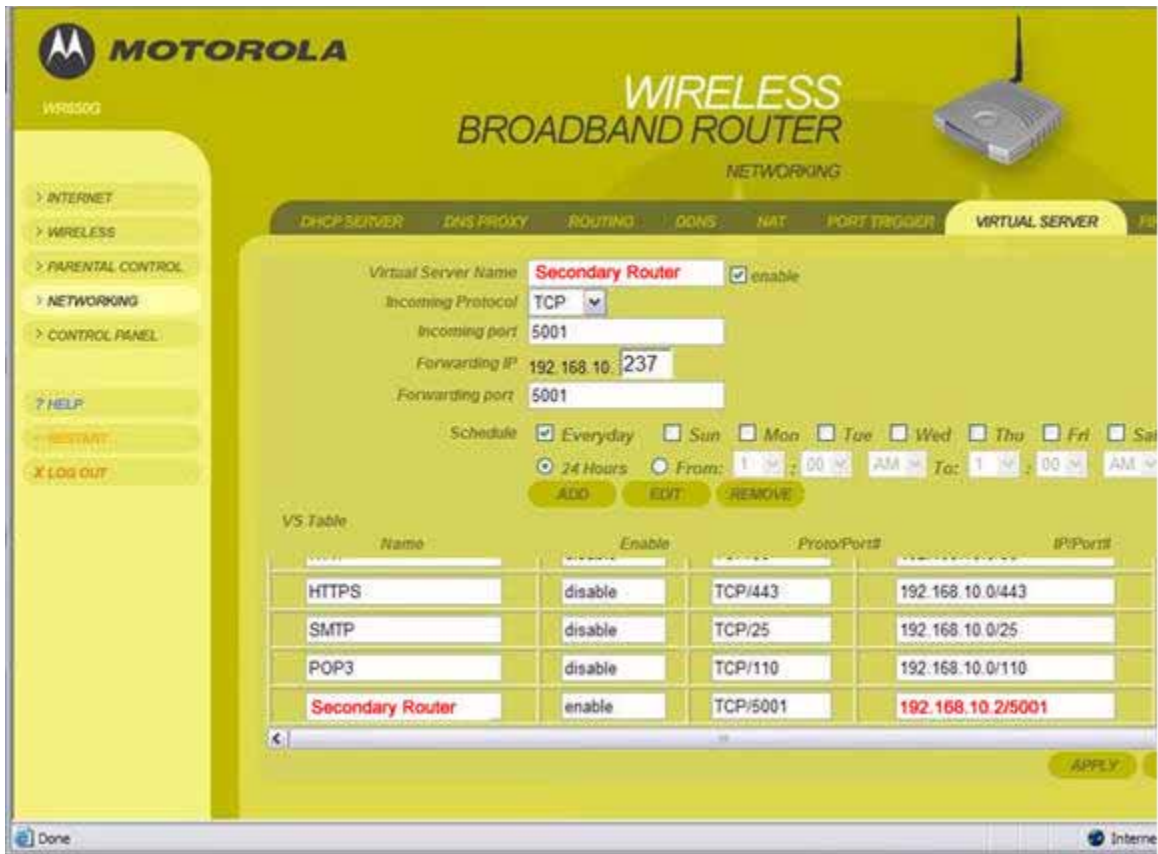 MOTOROLA
WR850G
WIRELESS
BROADBAND ROUTER
NETWORKING
> INTERNET
> WIRELESS
> PARENTAL CONTROL
> NETWORKING
> CONTROL PANEL
? HELP
RESTART
X LOG OUT
DHCP SERVER DNS PROXY ROUTING DDNS NAT PORT TRIGGER VIRTUAL SERVER
Virtual Server Name Secondary Router enable
Incoming Protocol TCP
Incoming port 5001
Forwarding IP 192.168.10. 237
Forwarding port 5001
Schedule Everyday Sun Mon Tue Wed Thu Fri Sat
24 Hours From: 1 : 00 AM To: 1 : 00 AM
ADD EDIT REMOVE
VS Table
Name Enable Proto/Port# IP/Port#
HTTPS disable TCP/443 192.168.10.0/443
SMTP disable TCP/25 192.168.10.0/25
POP3 disable TCP/110 192.168.10.0/110
Secondary Router enable TCP/5001 192.168.10.2/5001
APPLY
Done Interne